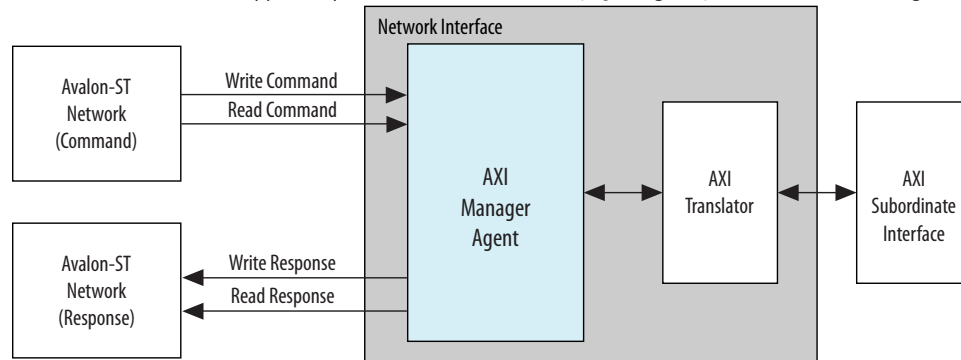 Network Interface
Avalon-ST
Network
(Command)
Write Command
Read Command
AXI
Manager
Agent
AXI
Translator
AXI
Subordinate
Interface
Avalon-ST
Network
(Response)
Write Response
Read Response